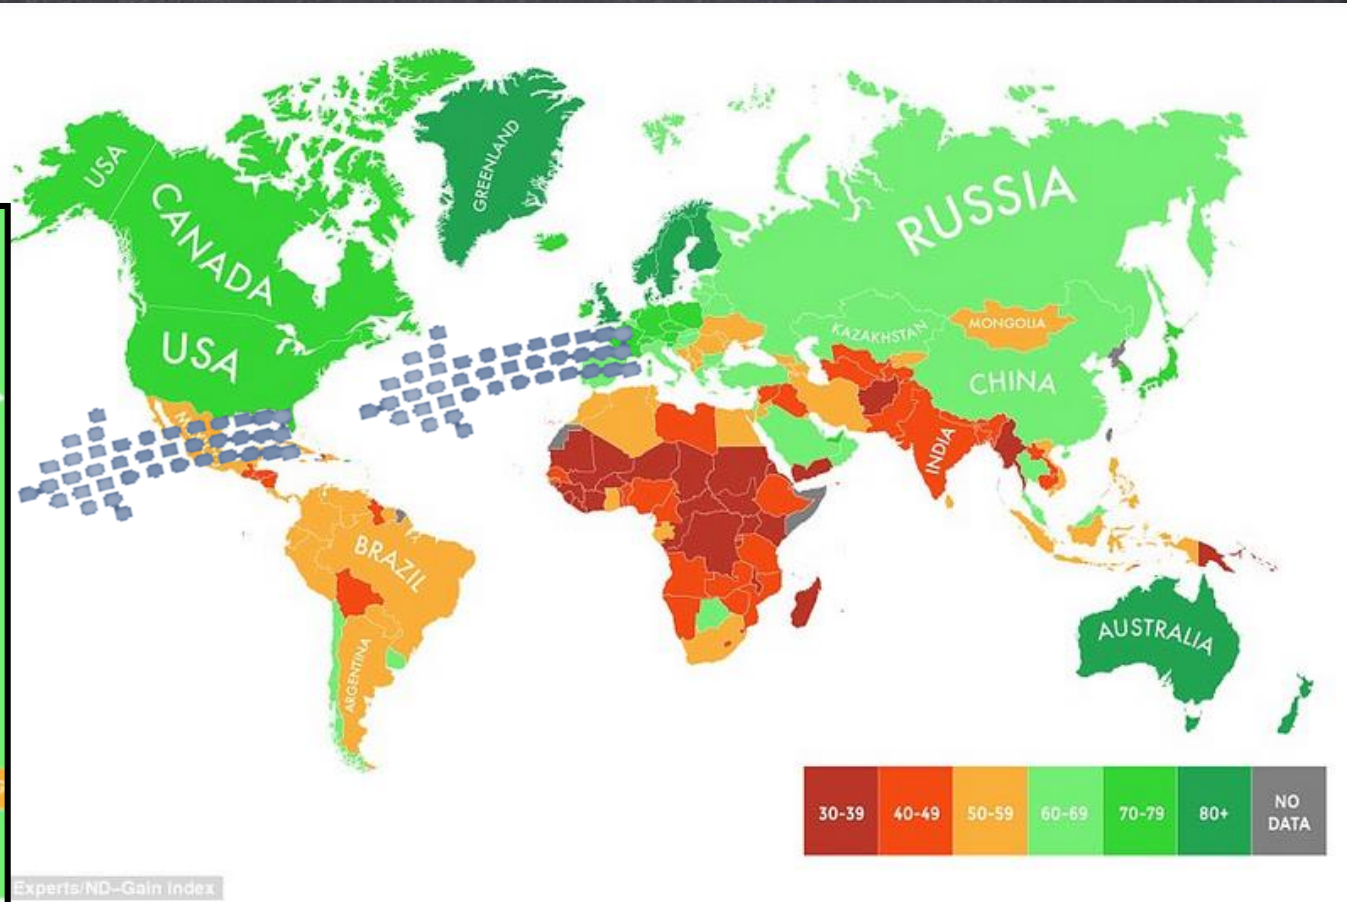 GREENLAND
USA
CANADA
RUSSIA
USA
KAZAKHSTAN
MONGOLIA
CHINA
INDIA
BRAZIL
AUSTRALIA
ARGENTINA
30-39
40-49
50-59
60-69
70-79
80+
NO
DATA
Experts/ND-Gain Index